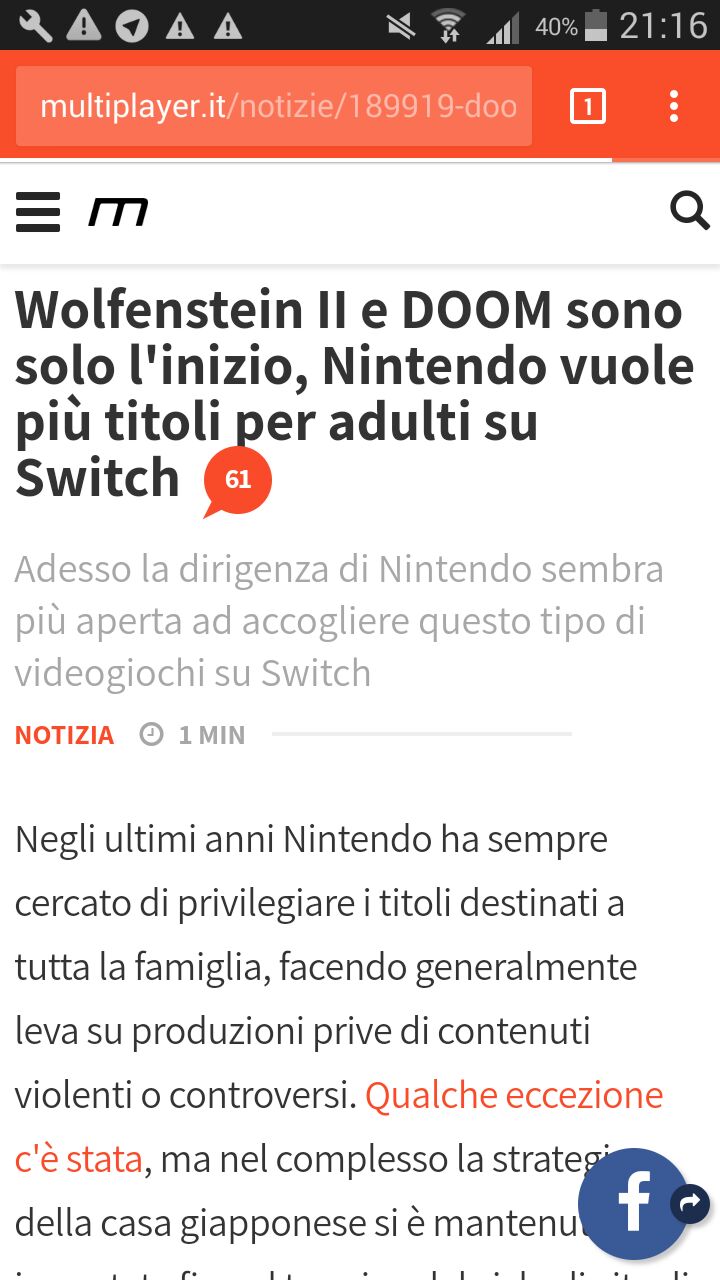 40% 21:16
multiplayer.it/notizie/189919-doo
1
m
Wolfenstein II e DOOM sono
solo l'inizio, Nintendo vuole
più titoli per adulti su
Switch 61
Adesso la dirigenza di Nintendo sembra
più aperta ad accogliere questo tipo di
videogiochi su Switch
NOTIZIA 1 MIN
Negli ultimi anni Nintendo ha sempre
cercato di privilegiare i titoli destinati a
tutta la famiglia, facendo generalmente
leva su produzioni prive di contenuti
violenti o controversi. Qualche eccezione
c'è stata, ma nel complesso la strategi
della casa giapponese si è mantenu
f